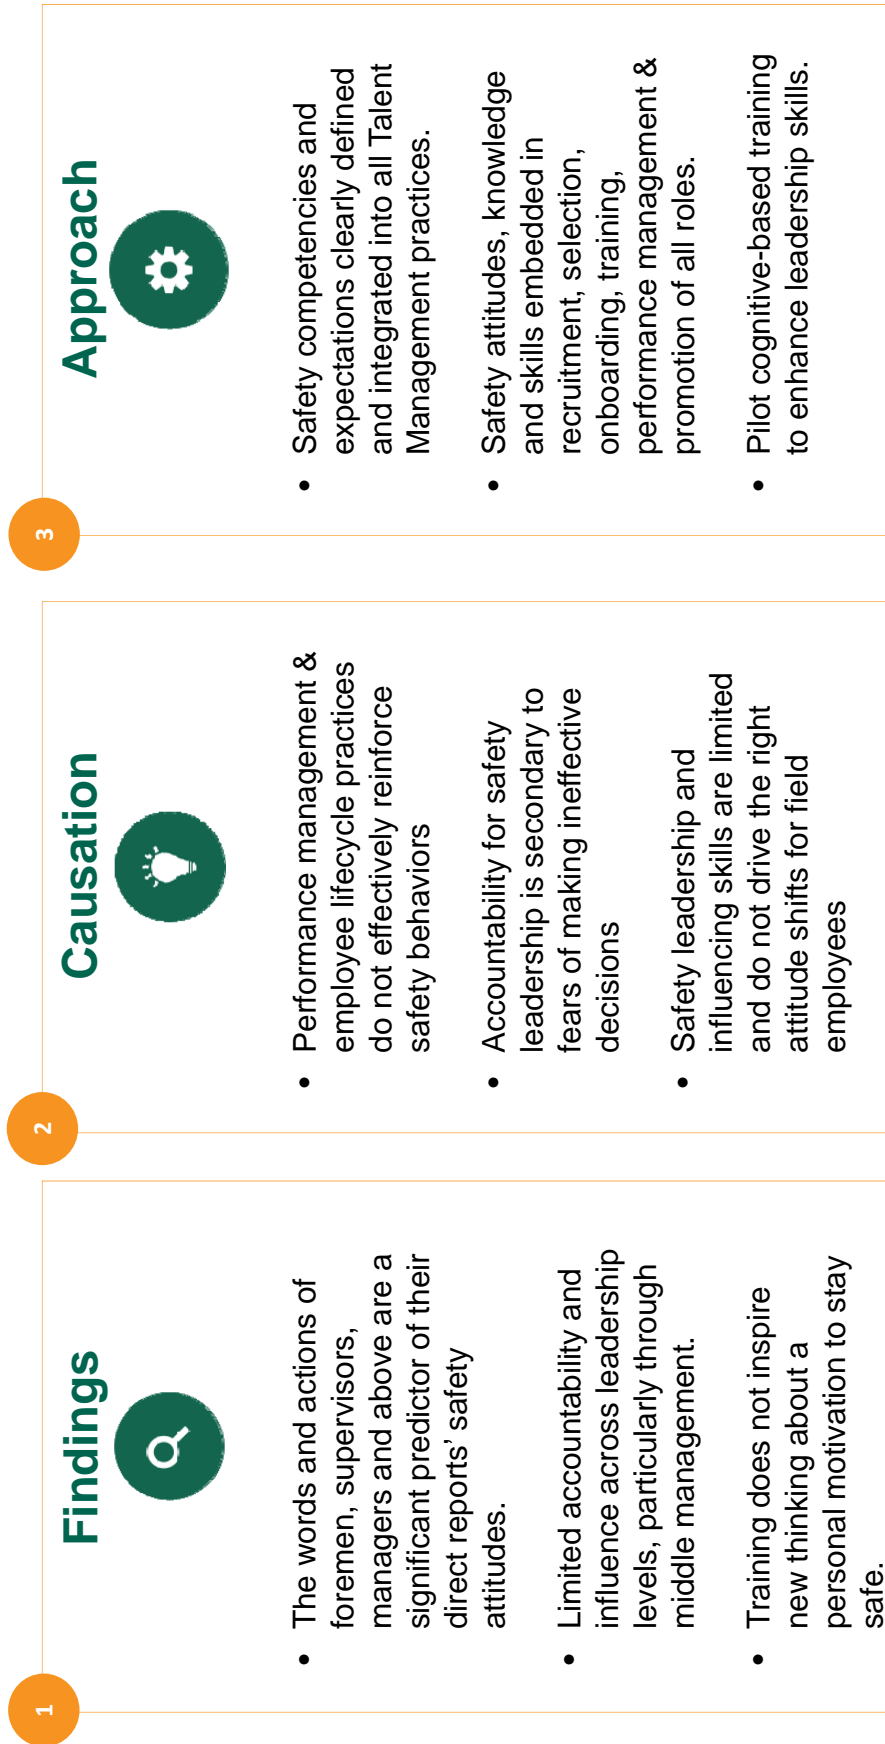 1
Findings
• The words and actions of
foremen, supervisors,
managers and above are a
significant predictor of their
direct reports’ safety
attitudes.
• Limited accountability and
influence across leadership
levels, particularly through
middle management.
• Training does not inspire
new thinking about a
personal motivation to stay
safe.
2
Causation
• Performance management &
employee lifecycle practices
do not effectively reinforce
safety behaviors
• Accountability for safety
leadership is secondary to
fears of making ineffective
decisions
• Safety leadership and
influencing skills are limited
and do not drive the right
attitude shifts for field
employees
3
Approach
• Safety competencies and
expectations clearly defined
and integrated into all Talent
Management practices.
• Safety attitudes, knowledge
and skills embedded in
recruitment, selection,
onboarding, training,
performance management &
promotion of all roles.
• Pilot cognitive-based training
to enhance leadership skills.